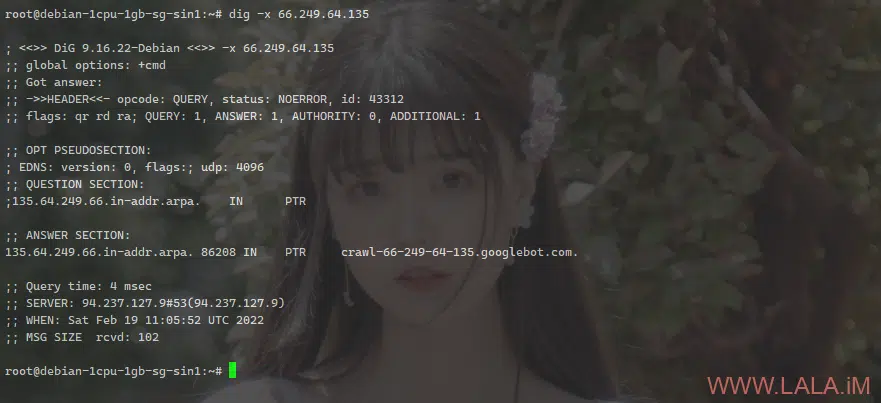 root@debian-1cpu-1gb-sg-sin1:~# dig -x 66.249.64.135
; <<>> DiG 9.16.22-Debian <<>> -x 66.249.64.135
;; global options: +cmd
;; Got answer:
;; ->>HEADER<<- opcode: QUERY, status: NOERROR, id: 43312
;; flags: qr rd ra; QUERY: 1, ANSWER: 1, AUTHORITY: 0, ADDITIONAL: 1
;; OPT PSEUDOSECTION:
; EDNS: version: 0, flags:; udp: 4096
;; QUESTION SECTION:
;135.64.249.66.in-addr.arpa. IN PTR
;; ANSWER SECTION:
135.64.249.66.in-addr.arpa. 86208 IN PTR crawl-66-249-64-135.googlebot.com.
;; Query time: 4 msec
;; SERVER: 94.237.127.9#53(94.237.127.9)
;; WHEN: Sat Feb 19 11:05:52 UTC 2022
;; MSG SIZE rcvd: 102
root@debian-1cpu-1gb-sg-sin1:~#
WWW.LALA.iM